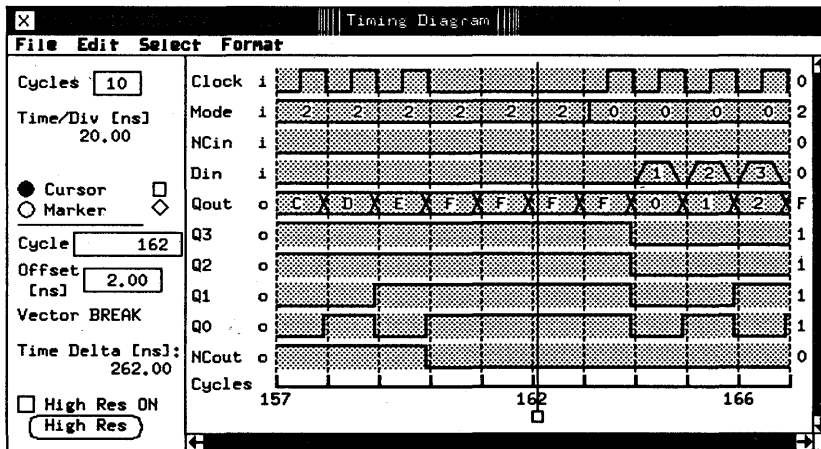 X Timing Diagram
File Edit Select Format
Cycles 10
Time/Div [ns]
20.00
Cursor
Marker
Cycle 162
Offset [ns] 2.00
Vector BREAK
Time Delta [ns]:
262.00
High Res ON
High Res
Clock i 0
Mode i 2 2 2 2 2 2 0 0 0 0 2
NCin i 0
Din i 1 2 3 0
Qout o C D E F F F F 0 1 2 F
Q3 o 1
Q2 o 1
Q1 o 1
Q0 o 1
NCout o 0
Cycles
157 162 166